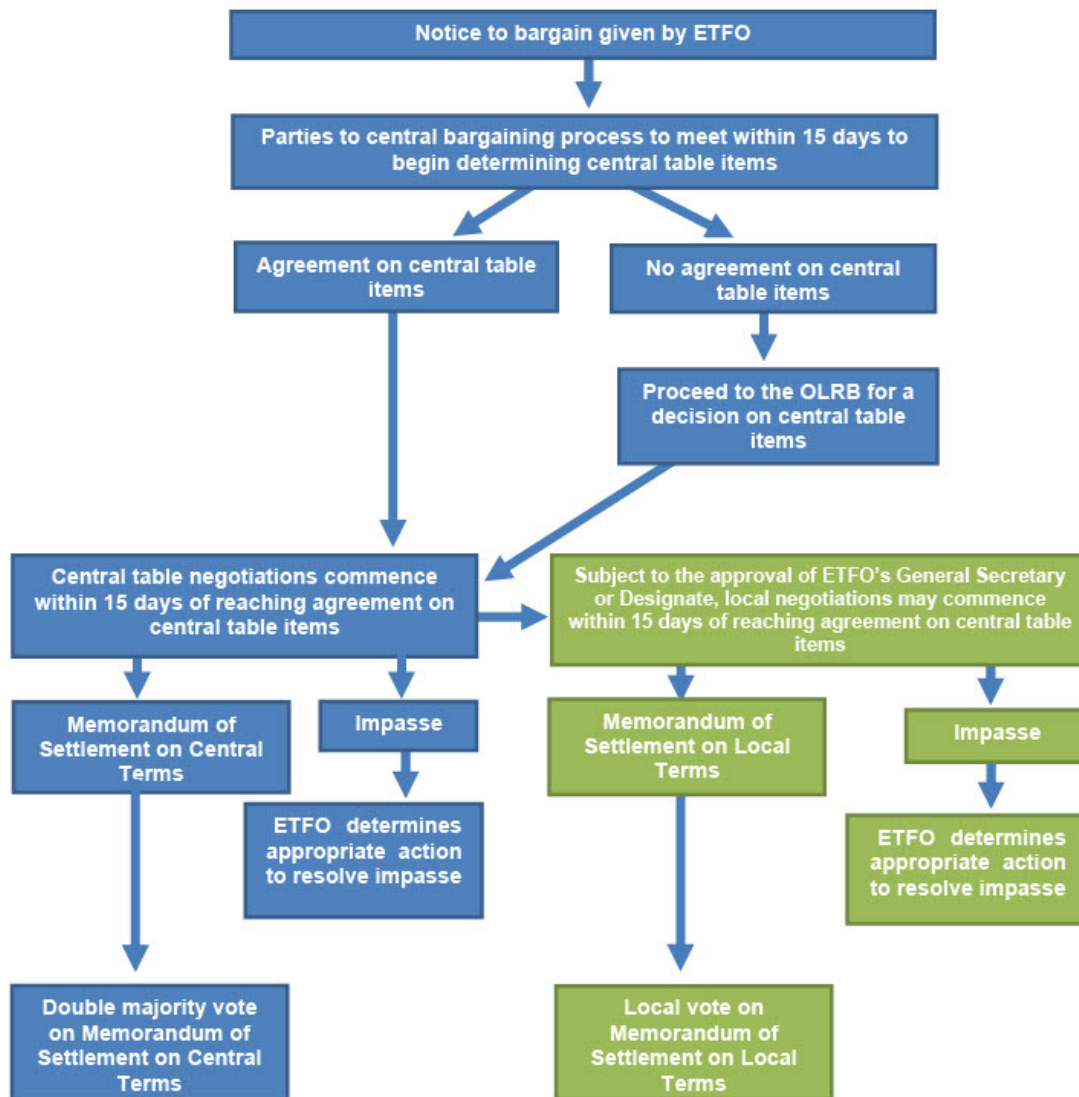 Notice to bargain given by ETFO
Parties to central bargaining process to meet within 15 days to
begin determining central table items
Agreement on central table
items
No agreement on central
table items
Proceed to the OLRB for a
decision on central table
items
Central table negotiations commence
within 15 days of reaching agreement on
central table items
Subject to the approval of ETFO's General Secretary
or Designate, local negotiations may commence
within 15 days of reaching agreement on central table
items
Memorandum of
Settlement on Central
Terms
Impasse
Memorandum of
Settlement on Local
Terms
Impasse
ETFO determines
appropriate action
to resolve impasse
ETFO determines
appropriate action
to resolve impasse
Double majority vote
on Memorandum of
Settlement on Central
Terms
Local vote on
Memorandum of
Settlement on Local
Terms